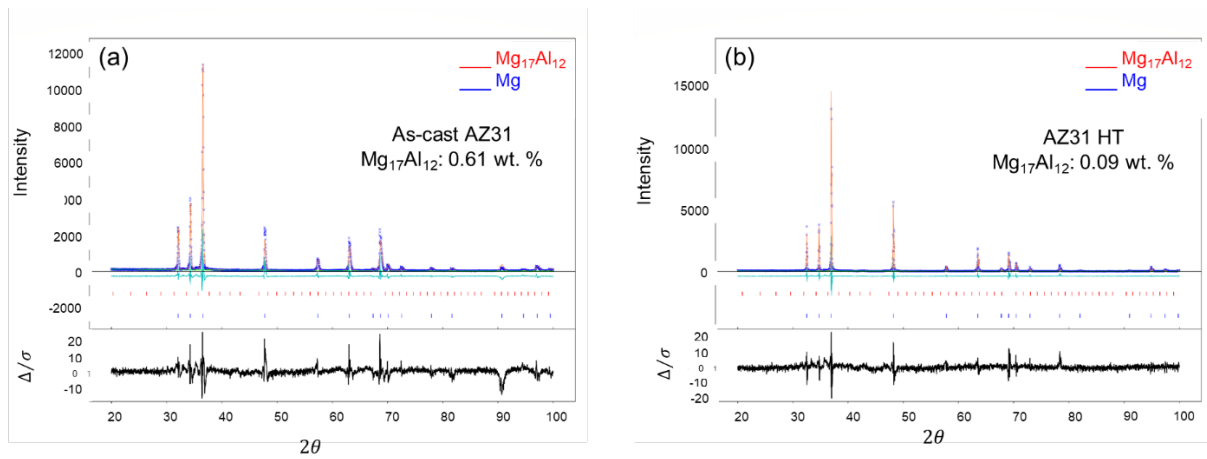 (a)
Mg₁₇Al₁₂
Mg
As-cast AZ31
Mg₁₇Al₁₂: 0.61 wt. %
Intensity
12000
10000
8000
6000
2000
0
-2000
Δ/σ
20
10
0
-10
20 30 40 50 60 70 80 90 100
2θ
(b)
Mg₁₇Al₁₂
Mg
AZ31 HT
Mg₁₇Al₁₂: 0.09 wt. %
Intensity
15000
10000
5000
0
Δ/σ
20
10
0
-10
-20
20 30 40 50 60 70 80 90 100
2θ